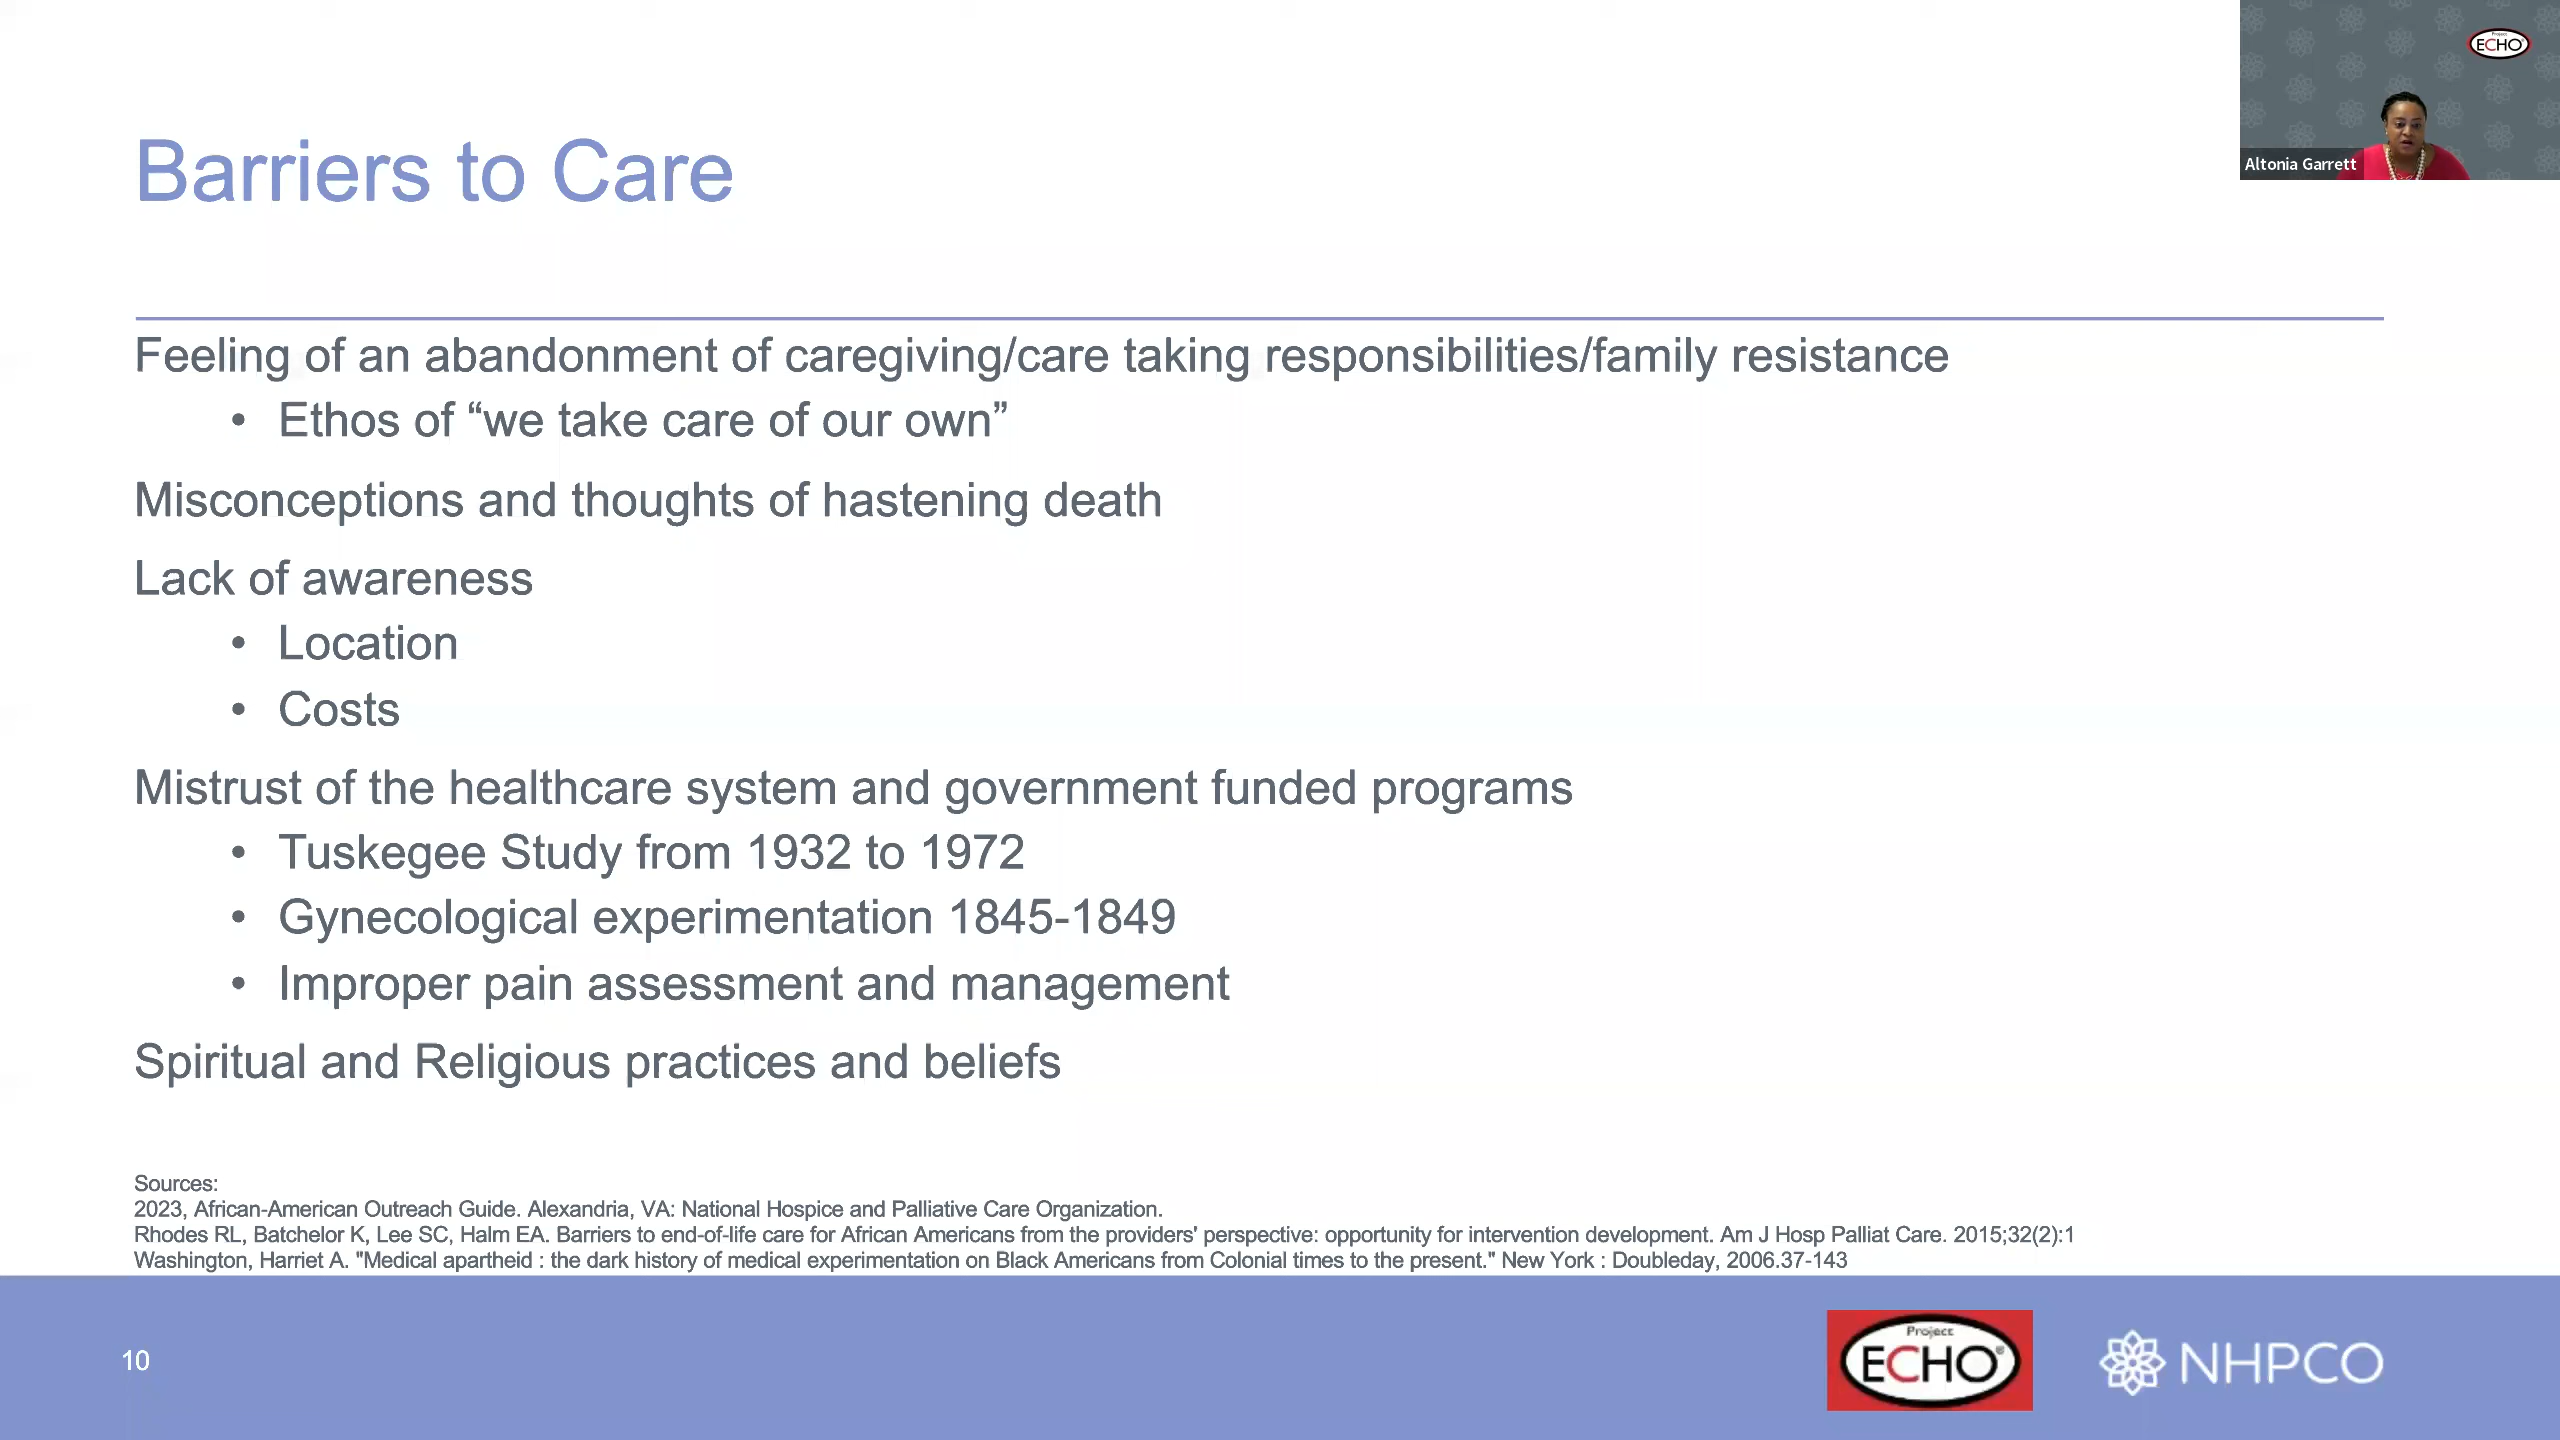 Project
ECHO
Altonia Garrett
Barriers to Care
Feeling of an abandonment of caregiving/care taking responsibilities/family resistance
• Ethos of “we take care of our own”
Misconceptions and thoughts of hastening death
Lack of awareness
• Location
• Costs
Mistrust of the healthcare system and government funded programs
• Tuskegee Study from 1932 to 1972
• Gynecological experimentation 1845-1849
• Improper pain assessment and management
Spiritual and Religious practices and beliefs
Sources:
2023, African-American Outreach Guide. Alexandria, VA: National Hospice and Palliative Care Organization.
Rhodes RL, Batchelor K, Lee SC, Halm EA. Barriers to end-of-life care for African Americans from the providers' perspective: opportunity for intervention development. Am J Hosp Palliat Care. 2015;32(2):1
Washington, Harriet A. "Medical apartheid : the dark history of medical experimentation on Black Americans from Colonial times to the present." New York : Doubleday, 2006.37-143
10
Project
ECHO®
NHPCO